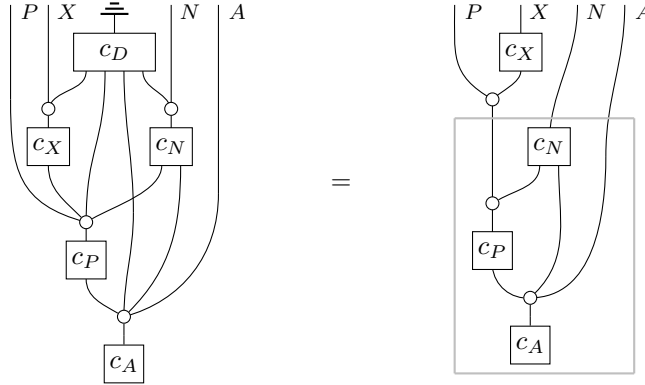 P X N A P X N A
c_D c_X
c_X c_N c_N
=
c_P c_P
c_A c_A